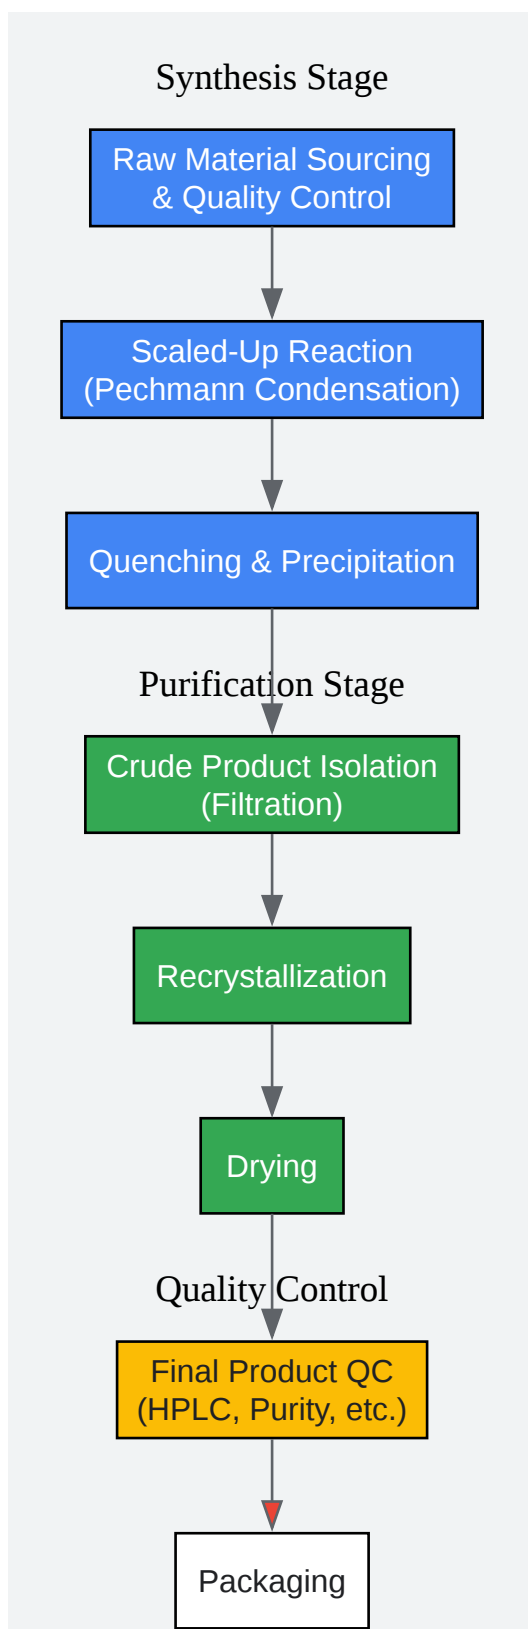 Synthesis Stage
Raw Material Sourcing
& Quality Control
Scaled-Up Reaction
(Pechmann Condensation)
Quenching & Precipitation
Purification Stage
Crude Product Isolation
(Filtration)
Recrystallization
Drying
Quality Control
Final Product QC
(HPLC, Purity, etc.)
Packaging